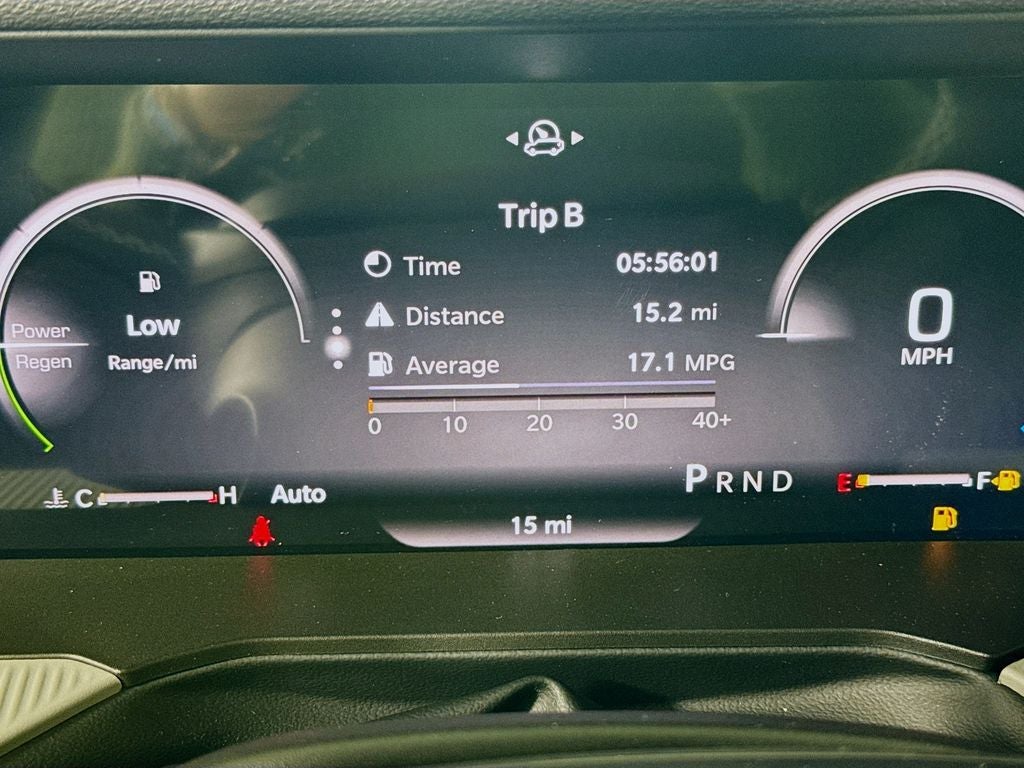 Trip B
Time 05:56:01
Distance 15.2 mi
Average 17.1 MPG
0 10 20 30 40+
Low
Range/mi
Power
Regen
0
MPH
C H Auto
P R N D
E F
15 mi